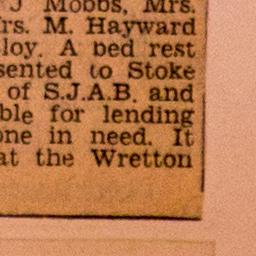 J Mobbs, Mrs.
rs. M. Hayward
loy. A bed rest
sented to Stoke
of S.J.A.B. and
ble for lending
one in need. It
at the Wretton